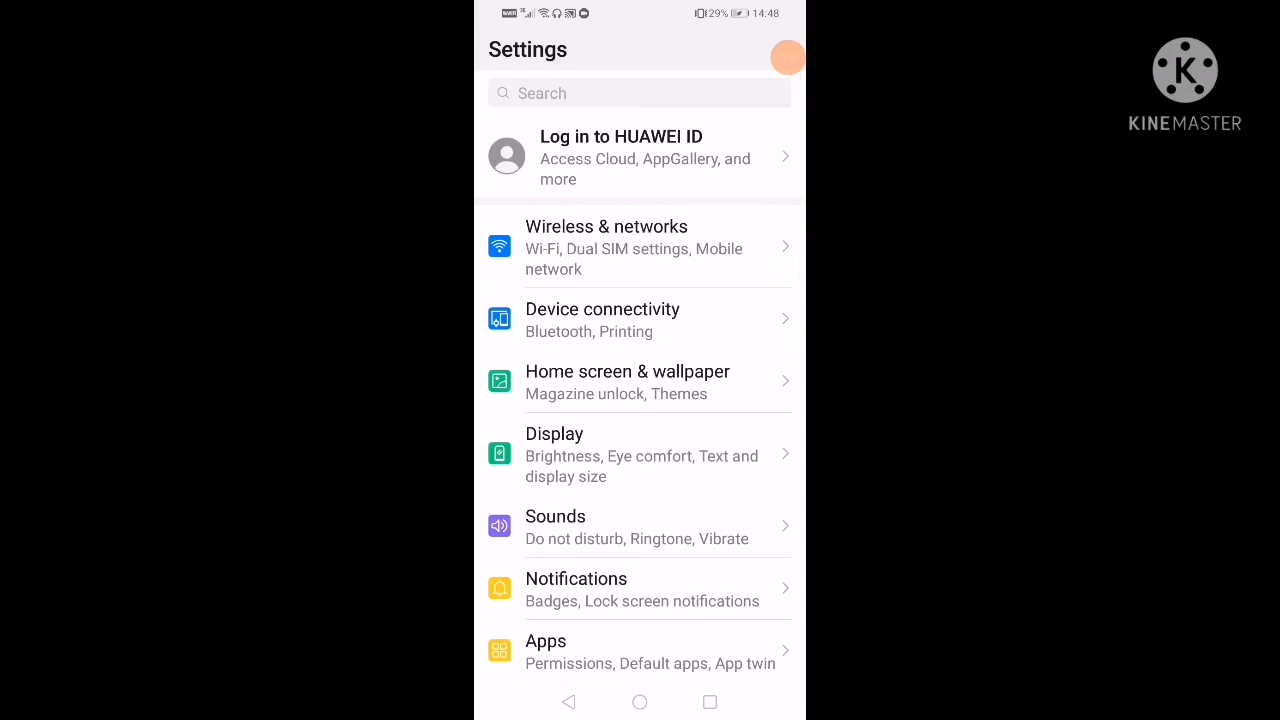 29% 14:48
Settings
Search
Log in to HUAWEI ID
Access Cloud, AppGallery, and
more
Wireless & networks
Wi-Fi, Dual SIM settings, Mobile
network
Device connectivity
Bluetooth, Printing
Home screen & wallpaper
Magazine unlock, Themes
Display
Brightness, Eye comfort, Text and
display size
Sounds
Do not disturb, Ringtone, Vibrate
Notifications
Badges, Lock screen notifications
Apps
Permissions, Default apps, App twin
K
KINEMASTER